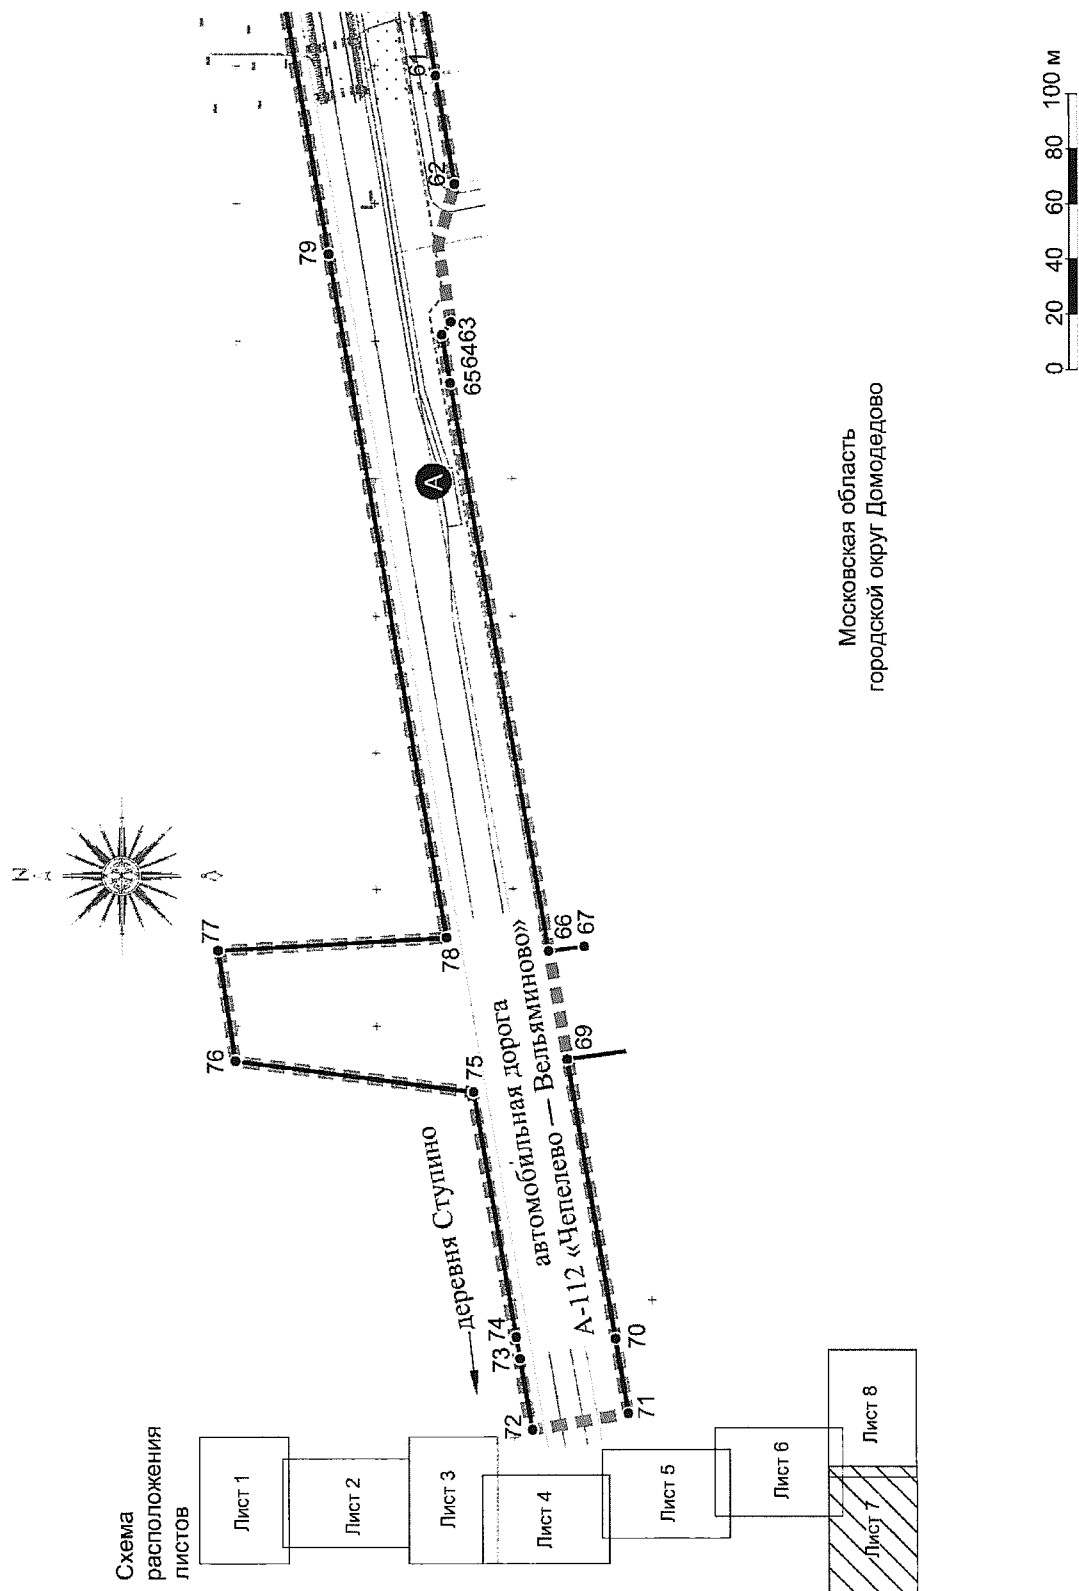 Схема
расположения
листов
Лист 1
Лист 2
Лист 3
Лист 4
Лист 5
Лист 6
Лист 7
Лист 8
N
деревня Ступино
автомобильная дорога
А-112 «Чепелево — Вельяминово»
72
73
74
75
76
77
78
79
71
70
69
66
67
65
64
63
62
61
А
Московская область
городской округ Домодедово
0 20 40 60 80 100 м